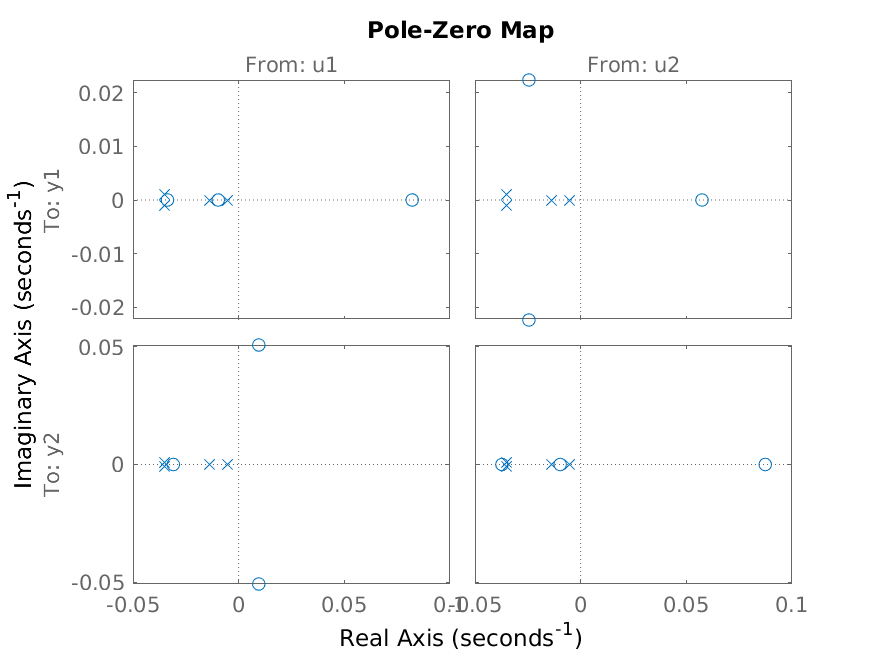 Pole-Zero Map
From: u1
From: u2
0.02
0.01
0
-0.01
-0.02
To: y1
0.05
0
-0.05
To: y2
Imaginary Axis (seconds⁻¹)
-0.05 0 0.05 0.1
-0.05 0 0.05 0.1
Real Axis (seconds⁻¹)